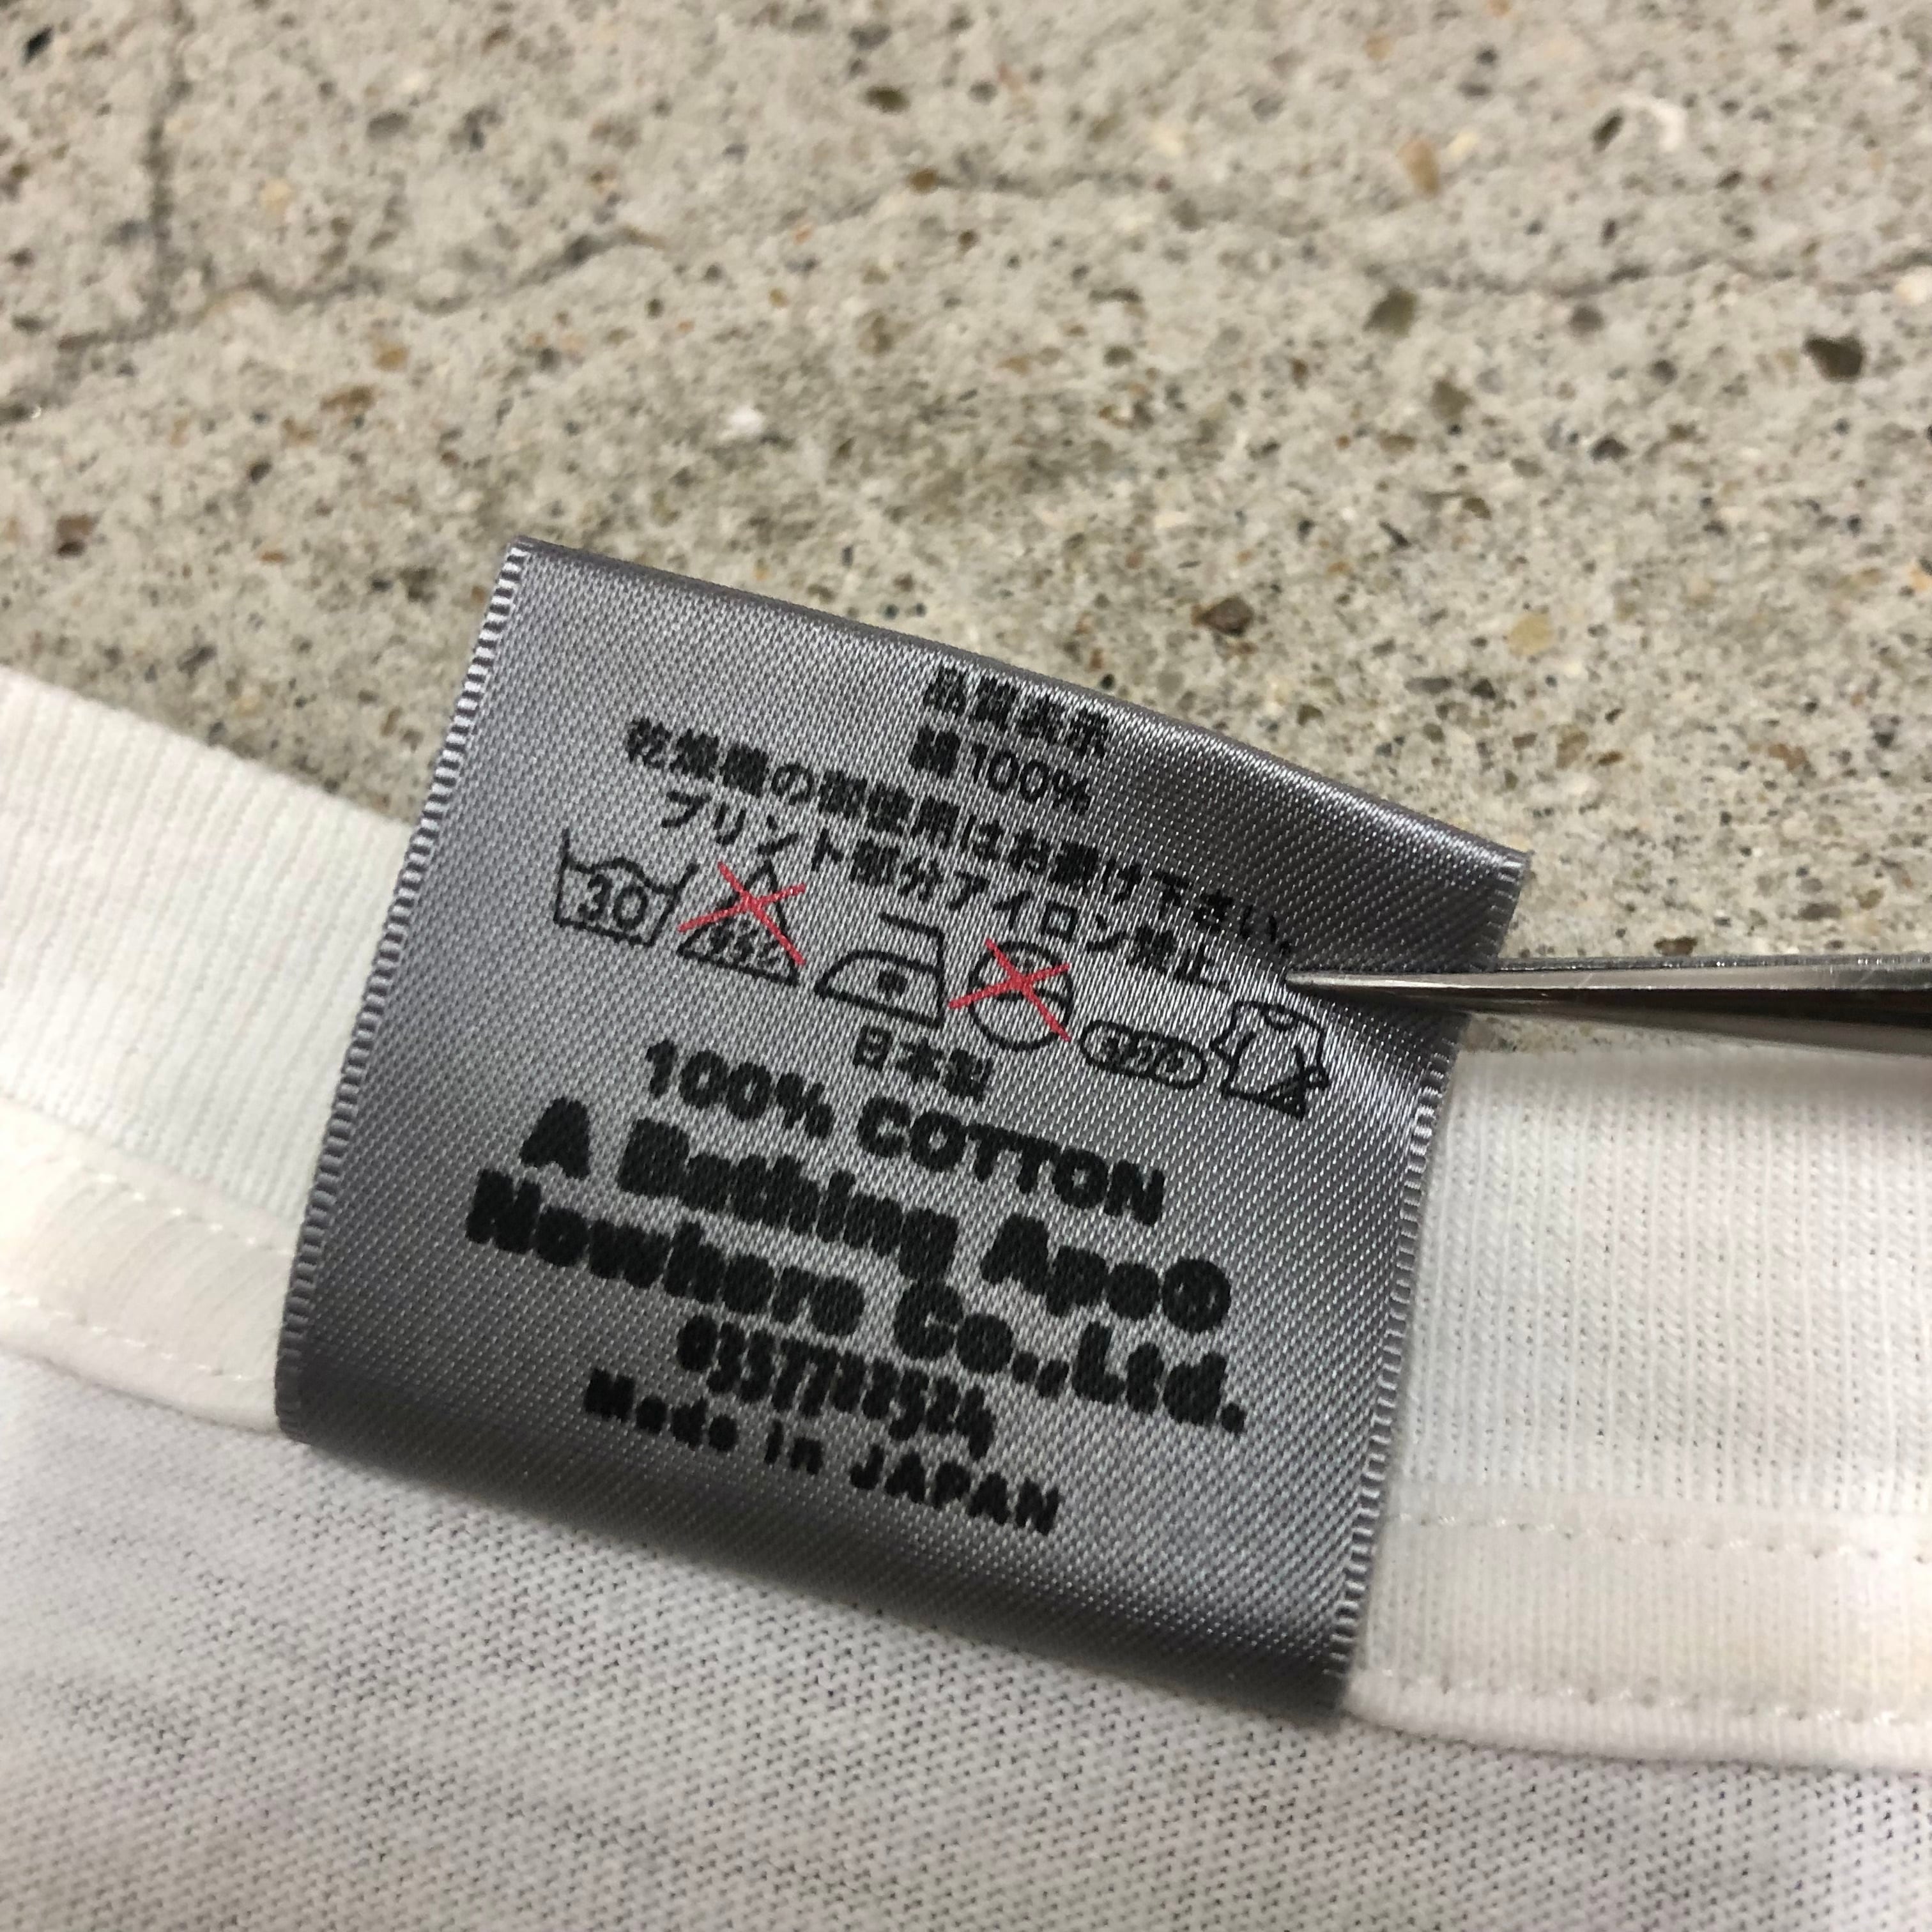 品質表示
綿100%
乾燥機の御使用はお避け下さい。
プリント部分アイロン禁止
30
日本製
100% COTTON
A Bathing Ape®
Nowhere Co.,Ltd.
Made in JAPAN